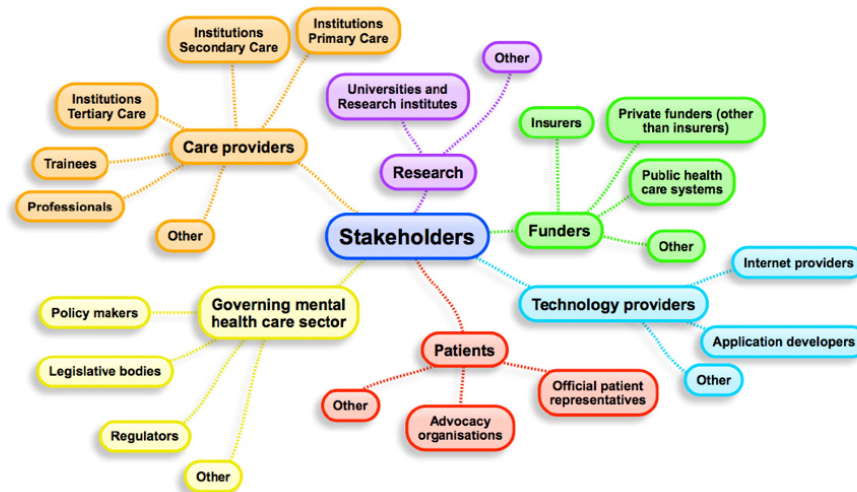 Institutions
Secondary Care
Institutions
Primary Care
Institutions
Tertiary Care
Care providers
Trainees
Professionals
Other
Universities and
Research institutes
Other
Research
Insurers
Private funders (other
than insurers)
Public health
care systems
Funders
Other
Stakeholders
Internet providers
Technology providers
Application developers
Other
Governing mental
health care sector
Policy makers
Legislative bodies
Regulators
Other
Patients
Other
Advocacy
organisations
Official patient
representatives